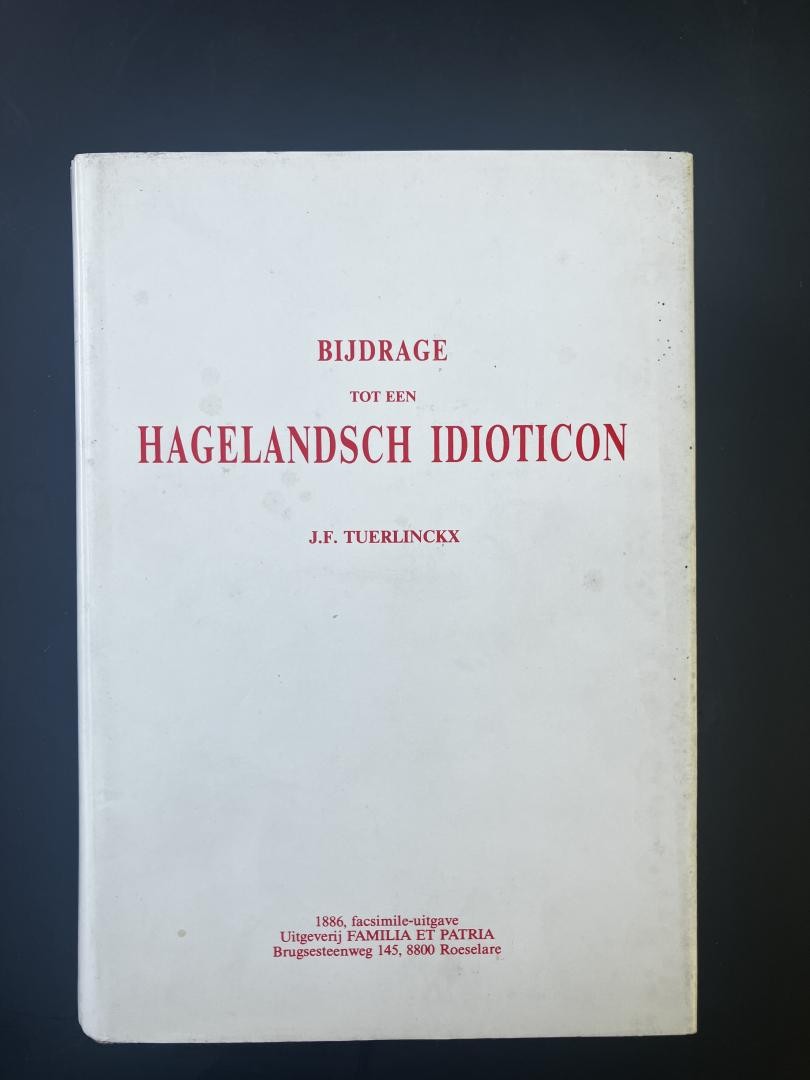 BIJDRAGE
TOT EEN
HAGELANDSCH IDIOTICON
J.F. TUERLINCKX
1886, facsimile-uitgave
Uitgeverij FAMILIA ET PATRIA
Brugsesteenweg 145, 8800 Roeselare